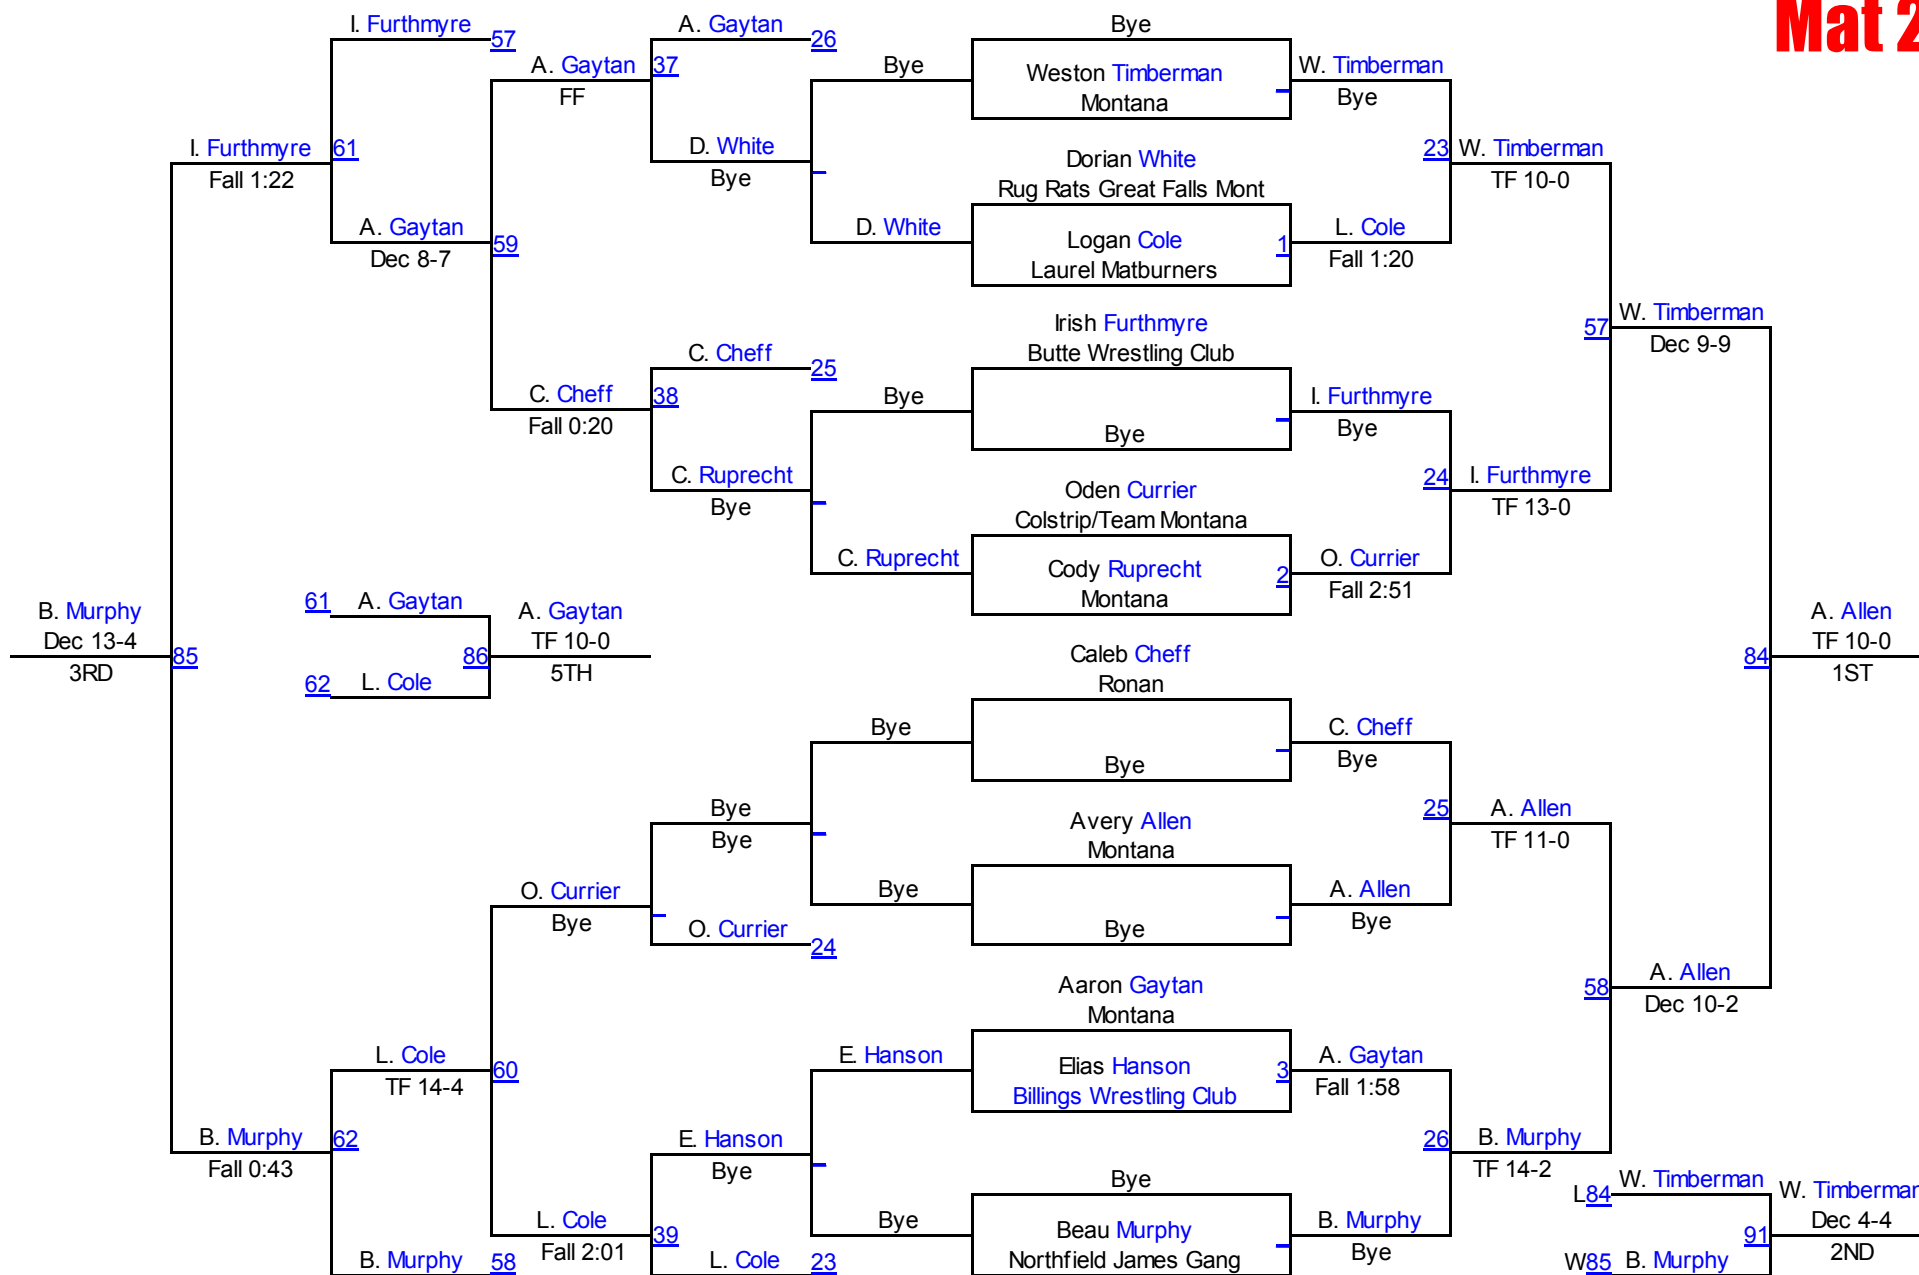 Mat 2
I. Furthmyre 57
A. Gaytan 26
Bye
A. Gaytan 37
FF
Bye
Weston Timberman
Montana
W. Timberman
Bye
I. Furthmyre 61
Fall 1:22
D. White
Bye
Dorian White
Rug Rats Great Falls Mont
23 W. Timberman
TF 10-0
A. Gaytan 59
Dec 8-7
D. White
Logan Cole 1
Laurel Matburners
L. Cole
Fall 1:20
Irish Furthmyre
Butte Wrestling Club
57 W. Timberman
Dec 9-9
C. Cheff 25
C. Cheff 38
Fall 0:20
Bye
Bye
I. Furthmyre
Bye
C. Ruprecht
Bye
Oden Currier
Colstrip/Team Montana
24 I. Furthmyre
TF 13-0
C. Ruprecht
Cody Ruprecht 2
Montana
O. Currier
Fall 2:51
B. Murphy
Dec 13-4
3RD
85
61 A. Gaytan
62 L. Cole
86
A. Gaytan
TF 10-0
5TH
Caleb Cheff
Ronan
84
A. Allen
TF 10-0
1ST
Bye
Bye
C. Cheff
Bye
Bye
Bye
Avery Allen
Montana
25 A. Allen
TF 11-0
O. Currier
Bye
Bye
Bye
A. Allen
Bye
O. Currier 24
Aaron Gaytan
Montana
58 A. Allen
Dec 10-2
L. Cole 60
TF 14-4
E. Hanson
Elias Hanson 3
Billings Wrestling Club
A. Gaytan
Fall 1:58
B. Murphy 62
Fall 0:43
E. Hanson
Bye
26 B. Murphy
TF 14-2
Bye
L84 W. Timberman
W. Timberman
Dec 4-4
2ND
L. Cole 39
Fall 2:01
Bye
Beau Murphy
Northfield James Gang
B. Murphy
Bye
91
B. Murphy 58
L. Cole 23
W85 B. Murphy